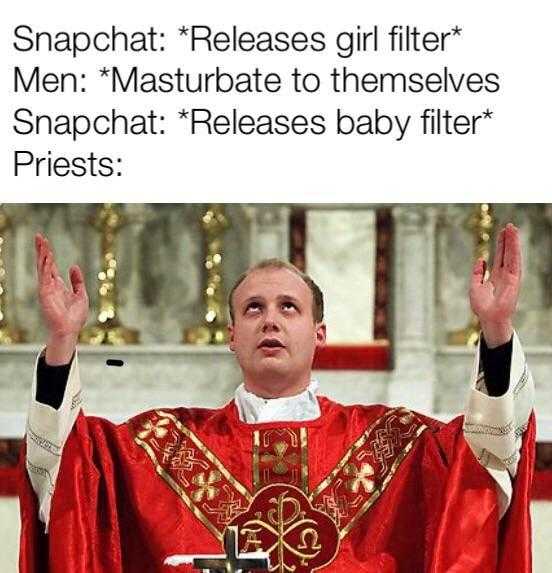 Snapchat: *Releases girl filter*
Men: *Masturbate to themselves
Snapchat: *Releases baby filter*
Priests:
Α Ω